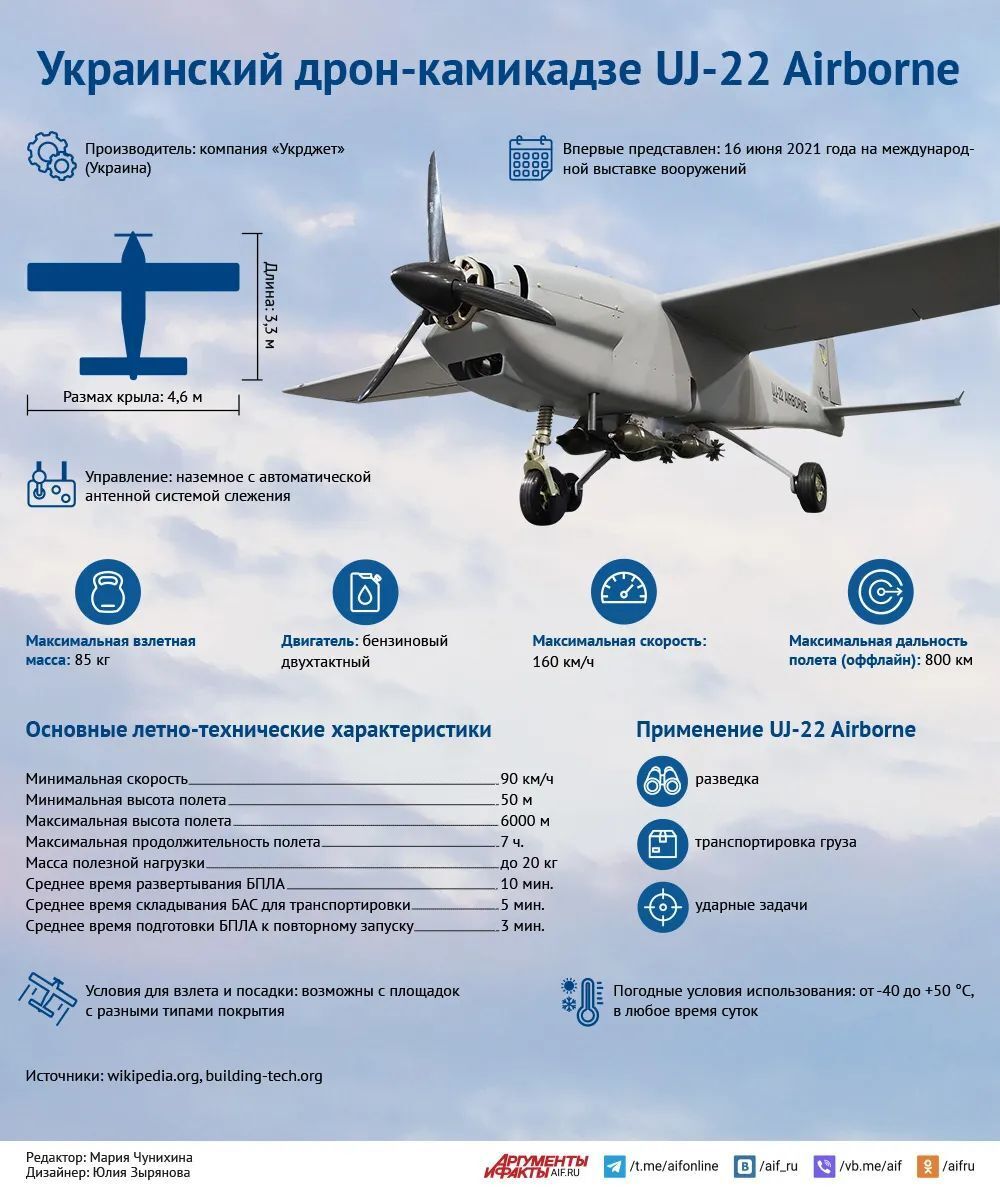 Украинский дрон-камикадзе UJ-22 Airborne
Производитель: компания «Укрджет»
(Украина)
Впервые представлен: 16 июня 2021 года на международ-
ной выставке вооружений
Длина: 3,3 м
Размах крыла: 4,6 м
UJ-22 AIRBORNE
Управление: наземное с автоматической
антенной системой слежения
Максимальная взлетная
масса: 85 кг
Двигатель: бензиновый
двухтактный
Максимальная скорость:
160 км/ч
Максимальная дальность
полета (оффлайн): 800 км
Основные летно-технические характеристики
Минимальная скорость 90 км/ч
Минимальная высота полета 50 м
Максимальная высота полета 6000 м
Максимальная продолжительность полета 7 ч.
Масса полезной нагрузки до 20 кг
Среднее время развертывания БПЛА 10 мин.
Среднее время складывания БАС для транспортировки 5 мин.
Среднее время подготовки БПЛА к повторному запуску 3 мин.
Применение UJ-22 Airborne
разведка
транспортировка груза
ударные задачи
Условия для взлета и посадки: возможны с площадок
с разными типами покрытия
Погодные условия использования: от -40 до +50 °C,
в любое время суток
Источники: wikipedia.org, building-tech.org
Редактор: Мария Чунихина
Дизайнер: Юлия Зырянова
АРГУМЕНТЫ
И ФАКТЫ AIF.RU
/t.me/aifonline
/aif_ru
/vb.me/aif
/aifru